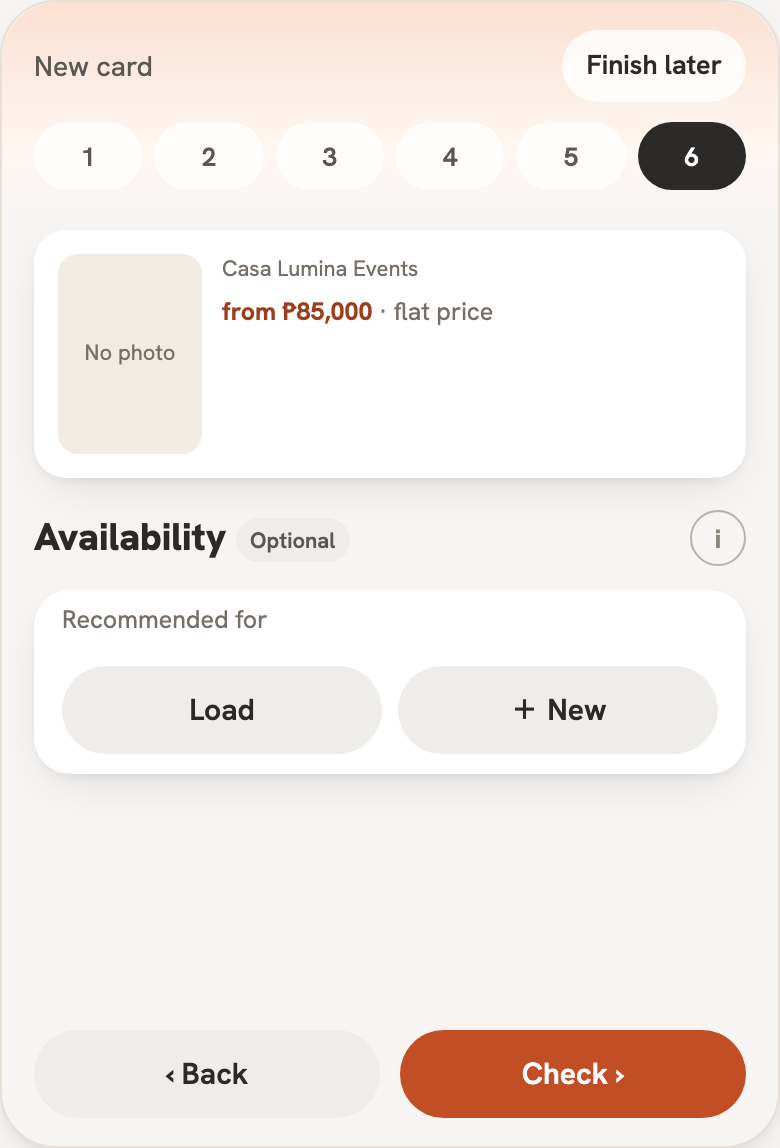 New card
Finish later
1 2 3 4 5 6
No photo
Casa Lumina Events
from ₱85,000 · flat price
Availability
Optional
i
Recommended for
Load
+ New
‹ Back
Check ›